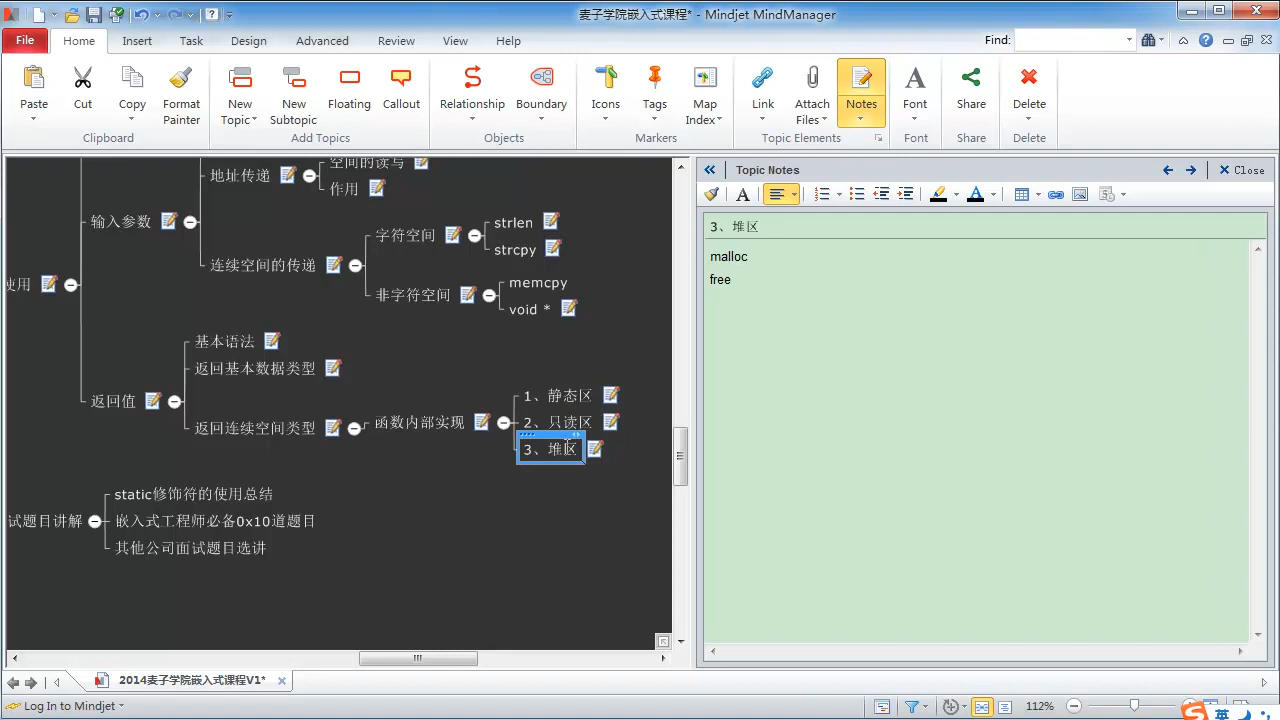 麦子学院嵌入式课程* - Mindjet MindManager
File
Home
Insert
Task
Design
Advanced
Review
View
Help
Find:
Paste
Cut
Copy
Format Painter
New Topic
New Subtopic
Floating
Callout
Relationship
Boundary
Icons
Tags
Map Index
Link
Attach Files
Notes
Font
Share
Delete
Clipboard
Add Topics
Objects
Markers
Topic Elements
Font
Share
Delete
空间的读写
地址传递
作用
输入参数
strlen
字符空间
strcpy
连续空间的传递
memcpy
非字符空间
void *
使用
基本语法
返回基本数据类型
返回值
1、静态区
函数内部实现
2、只读区
返回连续空间类型
3、堆区
static修饰符的使用总结
试题目讲解
嵌入式工程师必备0x10道题目
其他公司面试题目选讲
Topic Notes
Close
3、堆区
malloc
free
2014麦子学院嵌入式课程V1*
Log In to Mindjet
112%
英